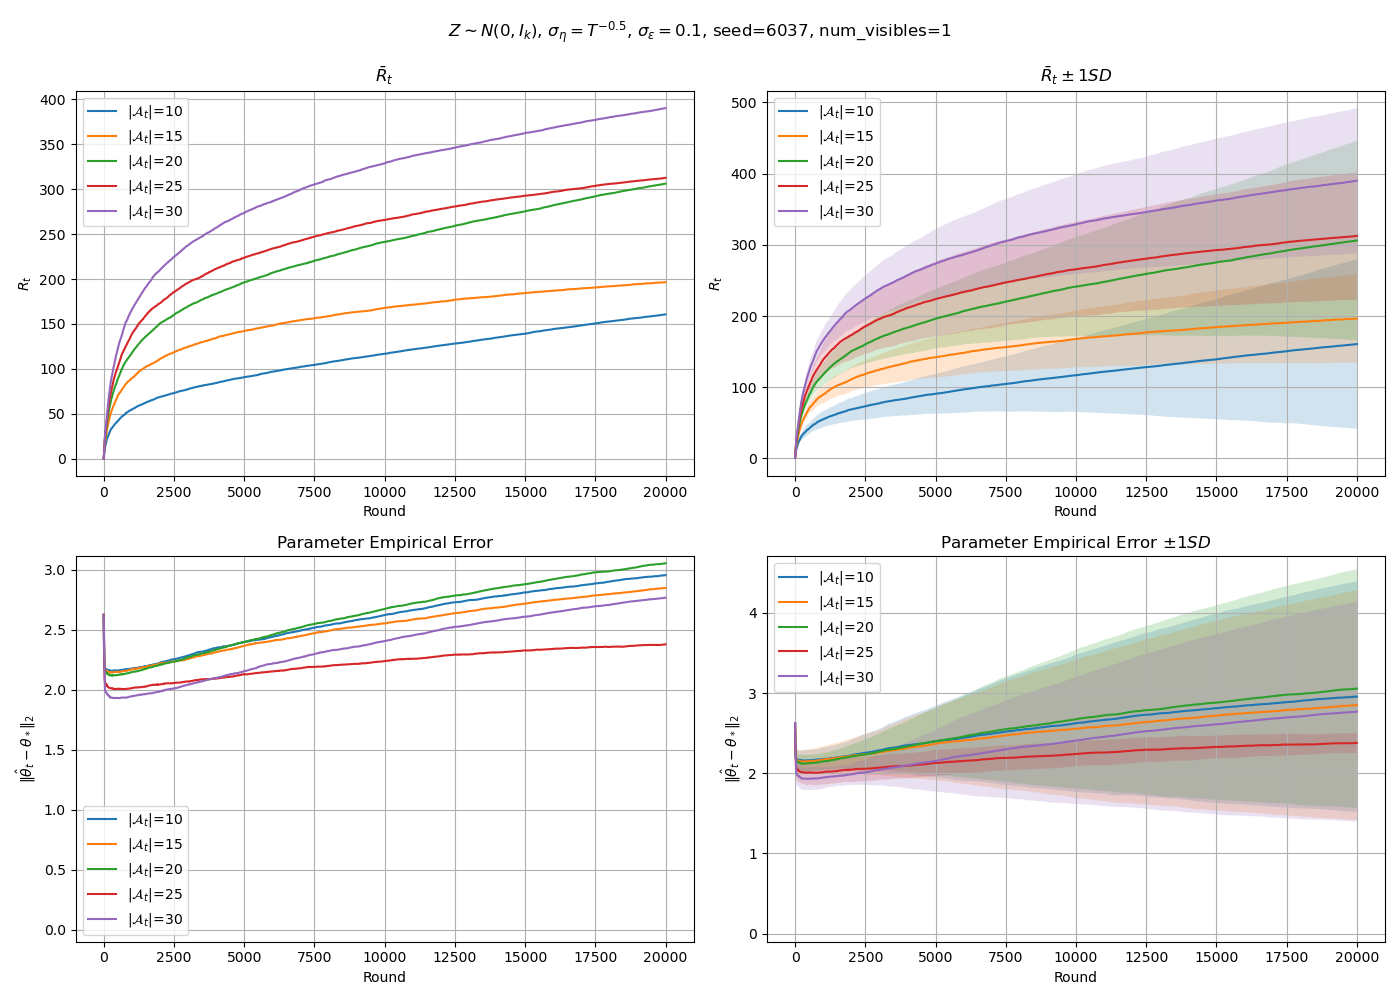 Z ∼ N(0, I_k), σ_η = T^{−0.5}, σ_ε = 0.1, seed=6037, num_visibles=1
R̄_t
R_t
400
350
300
250
200
150
100
50
0
|𝒜_t|=10
|𝒜_t|=15
|𝒜_t|=20
|𝒜_t|=25
|𝒜_t|=30
0 2500 5000 7500 10000 12500 15000 17500 20000
Round
R̄_t ± 1SD
R_t
500
400
300
200
100
0
|𝒜_t|=10
|𝒜_t|=15
|𝒜_t|=20
|𝒜_t|=25
|𝒜_t|=30
0 2500 5000 7500 10000 12500 15000 17500 20000
Round
Parameter Empirical Error
‖θ̂_t − θ_*‖_2
3.0
2.5
2.0
1.5
1.0
0.5
0.0
|𝒜_t|=10
|𝒜_t|=15
|𝒜_t|=20
|𝒜_t|=25
|𝒜_t|=30
0 2500 5000 7500 10000 12500 15000 17500 20000
Round
Parameter Empirical Error ±1SD
‖θ̂_t − θ_*‖_2
4
3
2
1
0
|𝒜_t|=10
|𝒜_t|=15
|𝒜_t|=20
|𝒜_t|=25
|𝒜_t|=30
0 2500 5000 7500 10000 12500 15000 17500 20000
Round